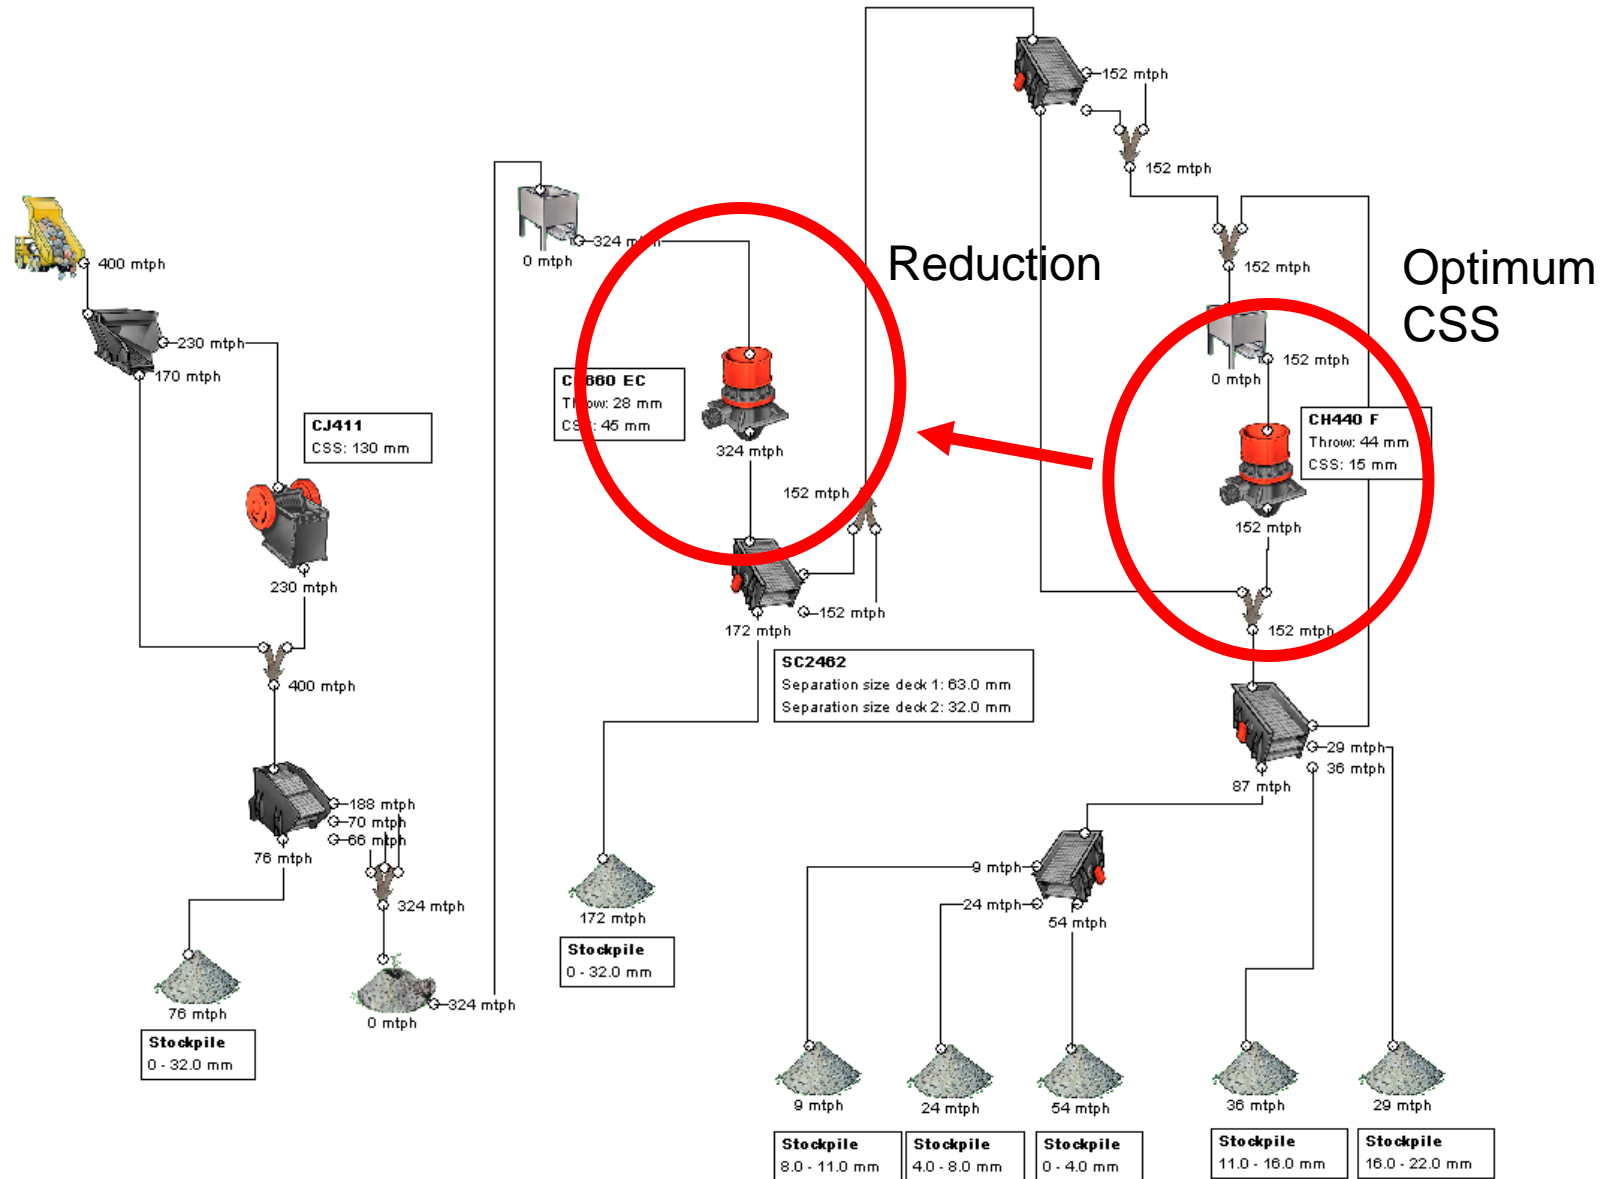 152 mtph
152 mtph
Reduction
Optimum
CSS
400 mtph
324 mtph
0 mtph
152 mtph
230 mtph
170 mtph
152 mtph
0 mtph
EC
Throw: 28 mm
CSS: 45 mm
CH440 F
Throw: 44 mm
CSS: 15 mm
CJ411
CSS: 130 mm
324 mtph
152 mtph
152 mtph
230 mtph
152 mtph
172 mtph
152 mtph
SC2462
Separation size deck 1: 63.0 mm
Separation size deck 2: 32.0 mm
400 mtph
29 mtph
36 mtph
87 mtph
188 mtph
70 mtph
66 mtph
76 mtph
9 mtph
24 mtph
54 mtph
324 mtph
172 mtph
Stockpile
0 - 32.0 mm
324 mtph
76 mtph
0 mtph
Stockpile
0 - 32.0 mm
9 mtph
24 mtph
54 mtph
36 mtph
29 mtph
Stockpile
8.0 - 11.0 mm
Stockpile
4.0 - 8.0 mm
Stockpile
0 - 4.0 mm
Stockpile
11.0 - 16.0 mm
Stockpile
16.0 - 22.0 mm